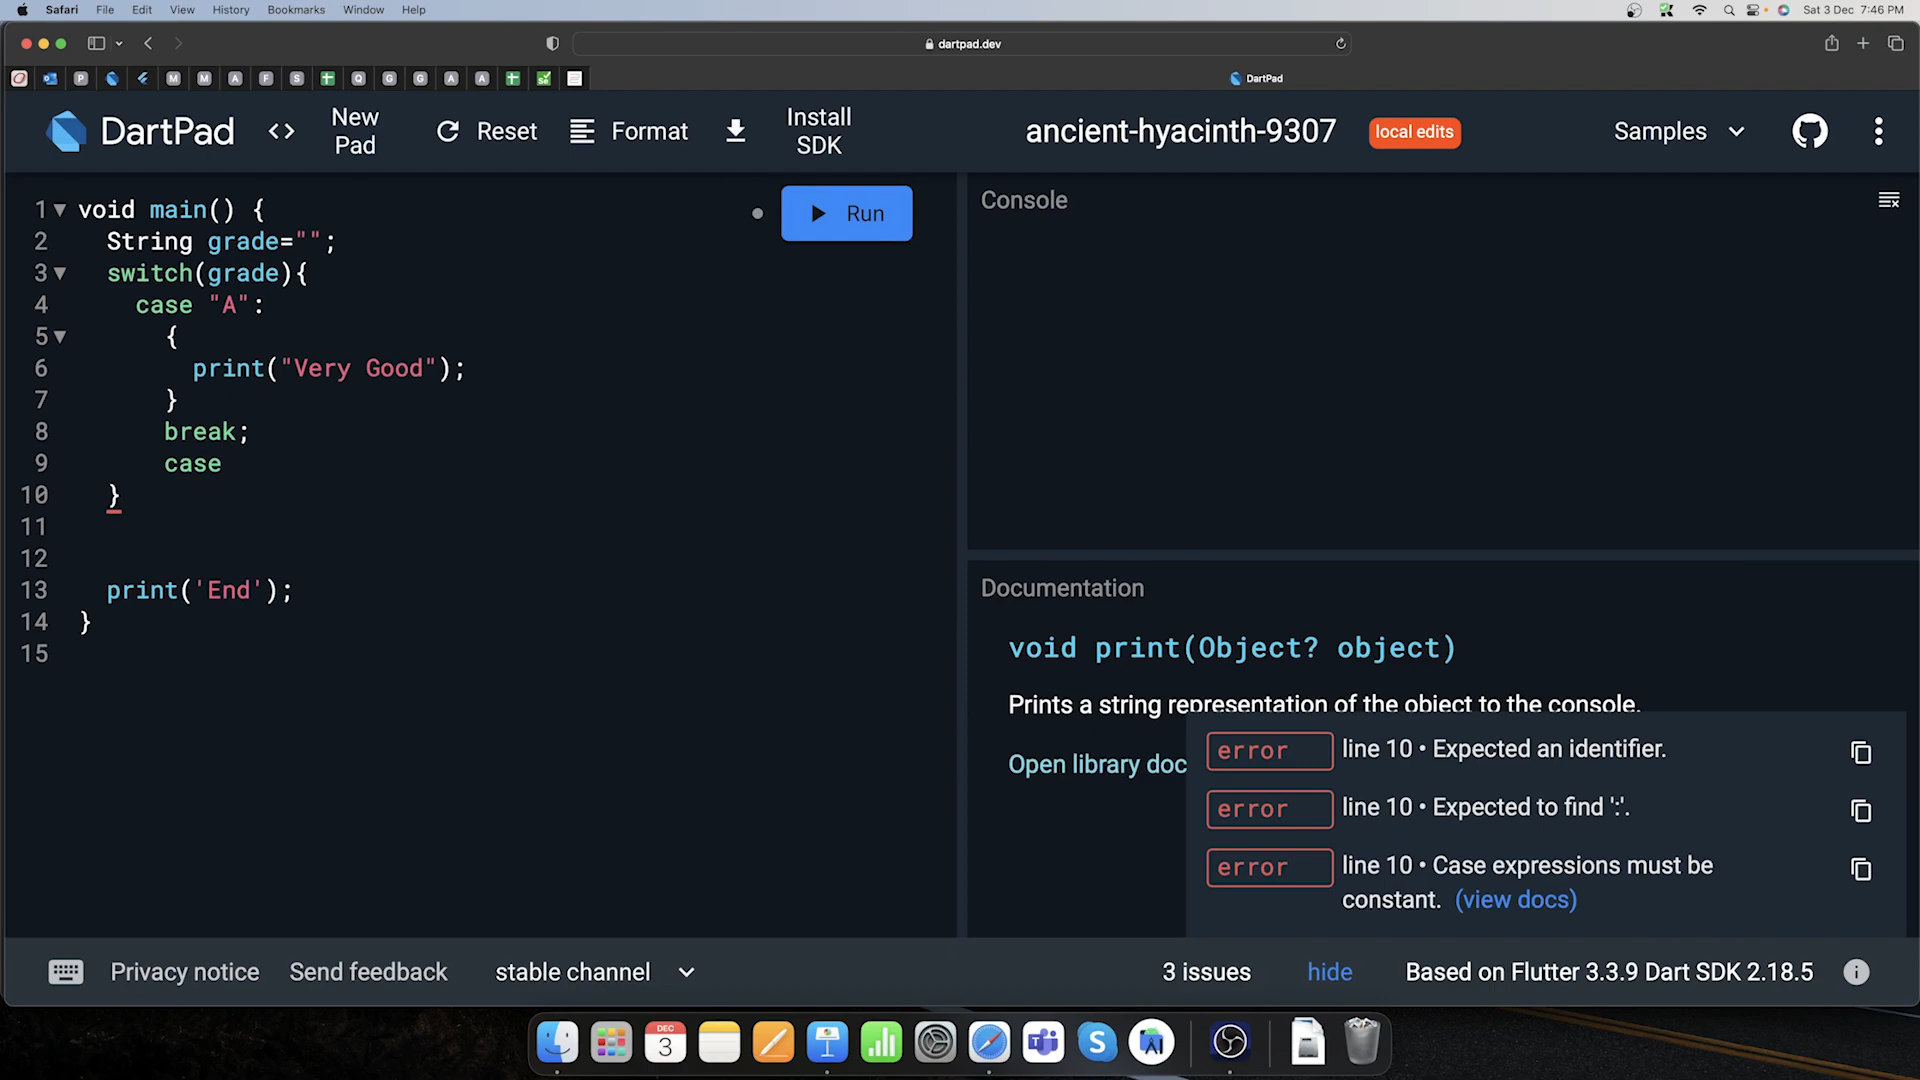 Safari File Edit View History Bookmarks Window Help
Sat 3 Dec 7:46 PM
dartpad.dev
P M M A F S Q G G A A Se
DartPad
DartPad
<> New Pad
Reset
Format
Install SDK
ancient-hyacinth-9307
local edits
Samples
1 void main() {
2 String grade="";
3 switch(grade){
4 case "A":
5 {
6 print("Very Good");
7 }
8 break;
9 case
10 }
11
12
13 print('End');
14 }
15
Run
Console
Documentation
void print(Object? object)
Prints a string representation of the object to the console.
Open library doc
error line 10 • Expected an identifier.
error line 10 • Expected to find ':'.
error line 10 • Case expressions must be
constant. (view docs)
Privacy notice
Send feedback
stable channel
3 issues
hide
Based on Flutter 3.3.9 Dart SDK 2.18.5
DEC
3
S